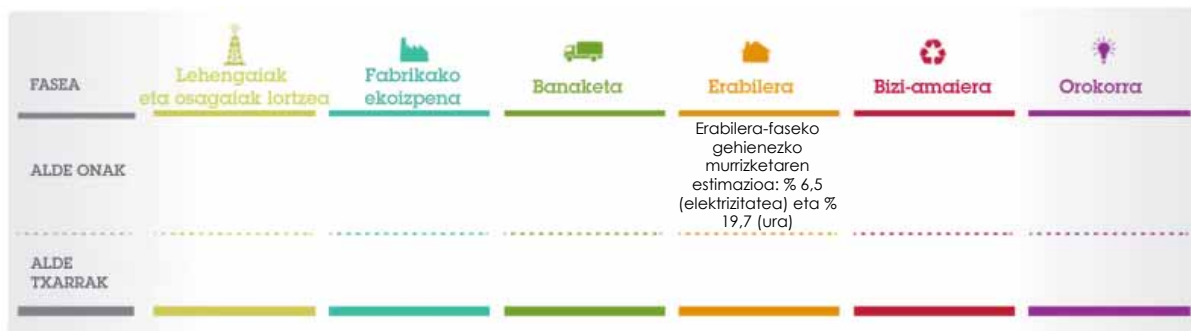 FASEA
Lehengaiak
eta osagaiak lortzea
Fabrikako
ekoizpena
Banaketa
Erabilera
Bizi-amaiera
Orokorra
ALDE ONAK
Erabilera-faseko
gehienezko
murrizketaren
estimazioa: % 6,5
(elektrizitatea) eta %
19,7 (ura)
ALDE
TXARRAK